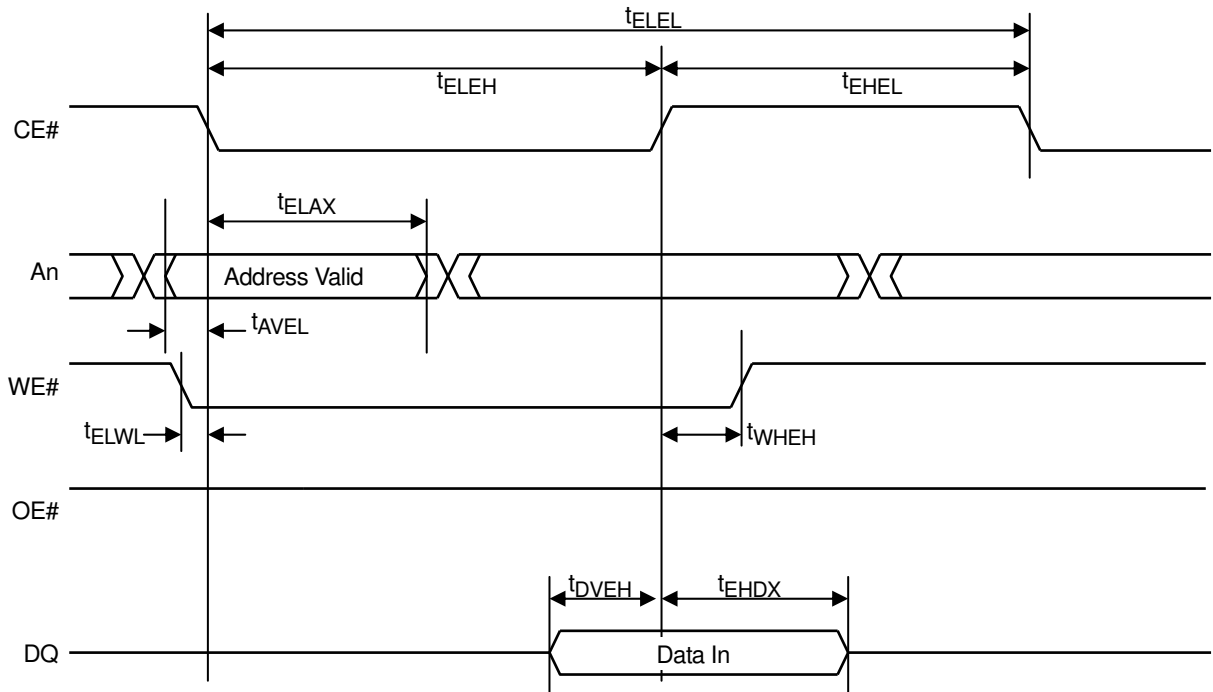 tELEL
tELEH
tEHEL
CE#
tELAX
An
Address Valid
tAVEL
WE#
tELWL
tWHEH
OE#
tDVEH
tEHDX
DQ
Data In